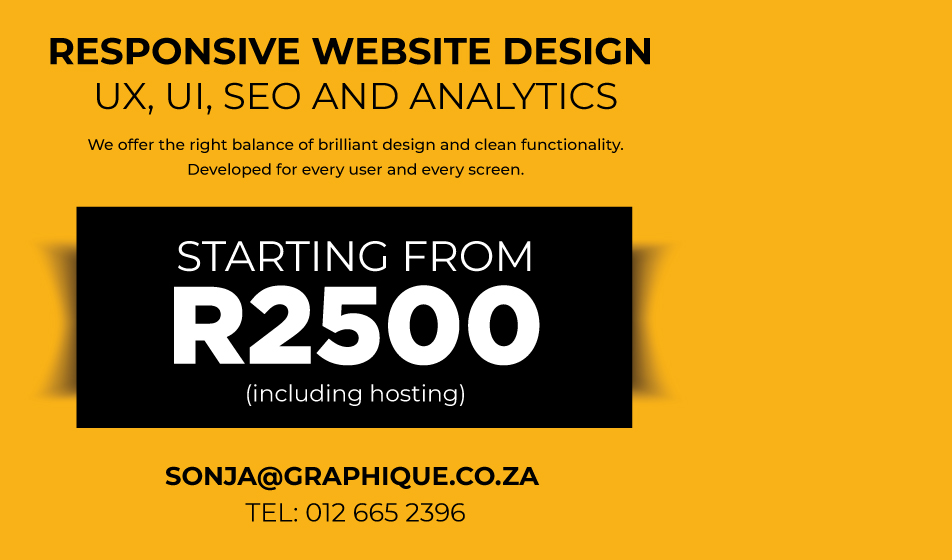 RESPONSIVE WEBSITE DESIGN
UX, UI, SEO AND ANALYTICS
We offer the right balance of brilliant design and clean functionality.
Developed for every user and every screen.
STARTING FROM
R2500
(including hosting)
SONJA@GRAPHIQUE.CO.ZA
TEL: 012 665 2396